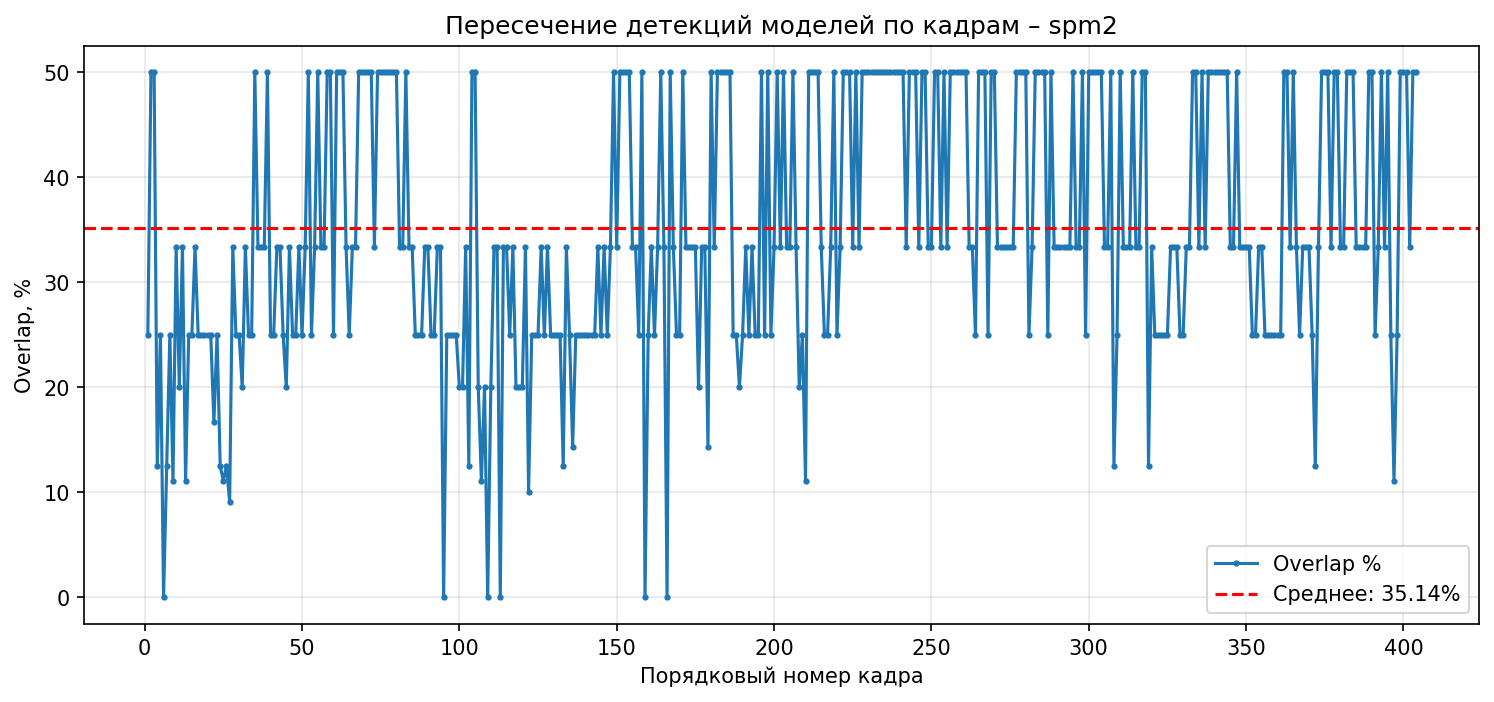 Пересечение детекций моделей по кадрам – spm2
Overlap, %
50
40
30
20
10
0
0 50 100 150 200 250 300 350 400
Порядковый номер кадра
Overlap %
Среднее: 35.14%